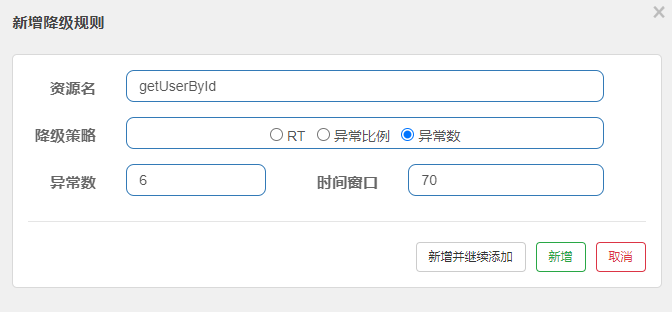 新增降级规则
资源名 getUserById
降级策略 RT 异常比例 异常数
异常数 6 时间窗口 70
新增并继续添加 新增 取消